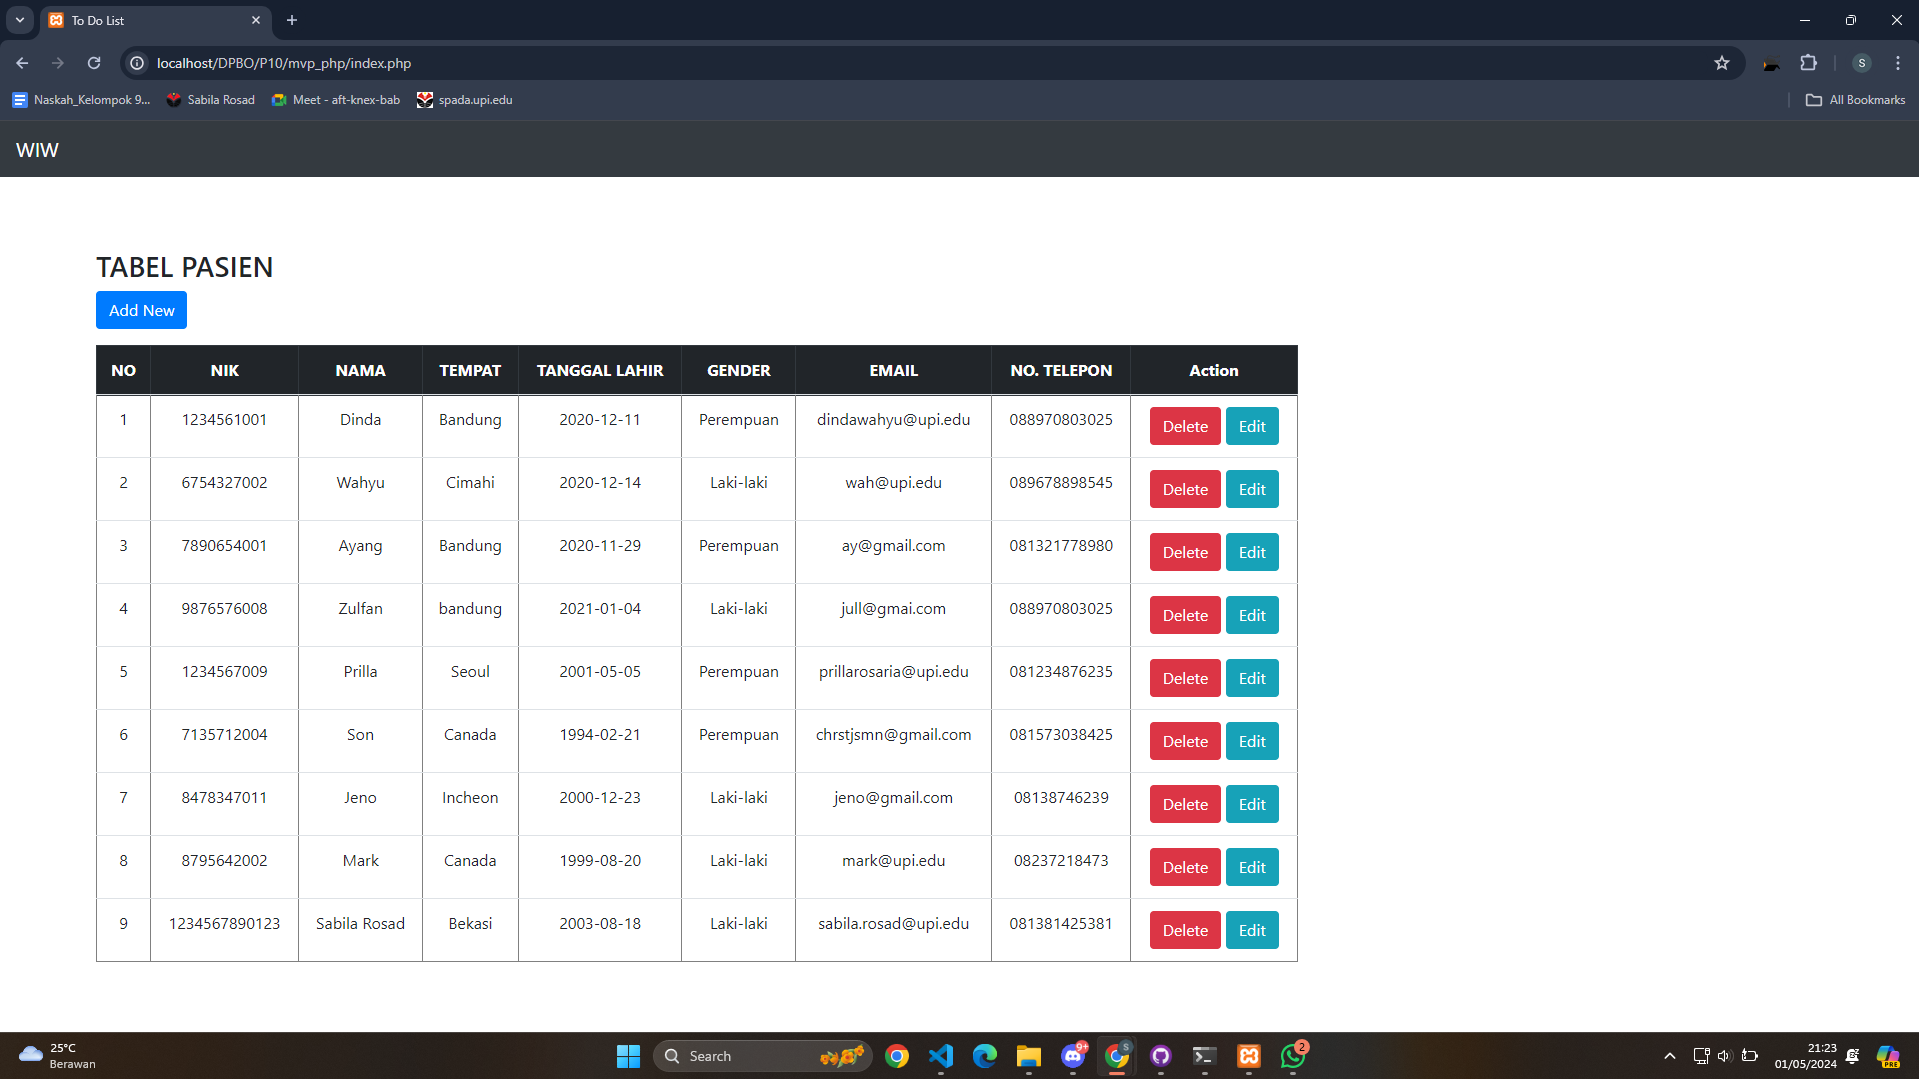 To Do List
localhost/DPBO/P10/mvp_php/index.php
S
Naskah_Kelompok 9... Sabila Rosad Meet - aft-knex-bab spada.upi.edu All Bookmarks
WIW
TABEL PASIEN
Add New
NO NIK NAMA TEMPAT TANGGAL LAHIR GENDER EMAIL NO. TELEPON Action
1 1234561001 Dinda Bandung 2020-12-11 Perempuan dindawahyu@upi.edu 088970803025 Delete Edit
2 6754327002 Wahyu Cimahi 2020-12-14 Laki-laki wah@upi.edu 089678898545 Delete Edit
3 7890654001 Ayang Bandung 2020-11-29 Perempuan ay@gmail.com 081321778980 Delete Edit
4 9876576008 Zulfan bandung 2021-01-04 Laki-laki jull@gmai.com 088970803025 Delete Edit
5 1234567009 Prilla Seoul 2001-05-05 Perempuan prillarosaria@upi.edu 081234876235 Delete Edit
6 7135712004 Son Canada 1994-02-21 Perempuan chrstjsmn@gmail.com 081573038425 Delete Edit
7 8478347011 Jeno Incheon 2000-12-23 Laki-laki jeno@gmail.com 08138746239 Delete Edit
8 8795642002 Mark Canada 1999-08-20 Laki-laki mark@upi.edu 08237218473 Delete Edit
9 1234567890123 Sabila Rosad Bekasi 2003-08-18 Laki-laki sabila.rosad@upi.edu 081381425381 Delete Edit
25°C
Berawan
Search
9+
S
2
21:23
01/05/2024
PRE